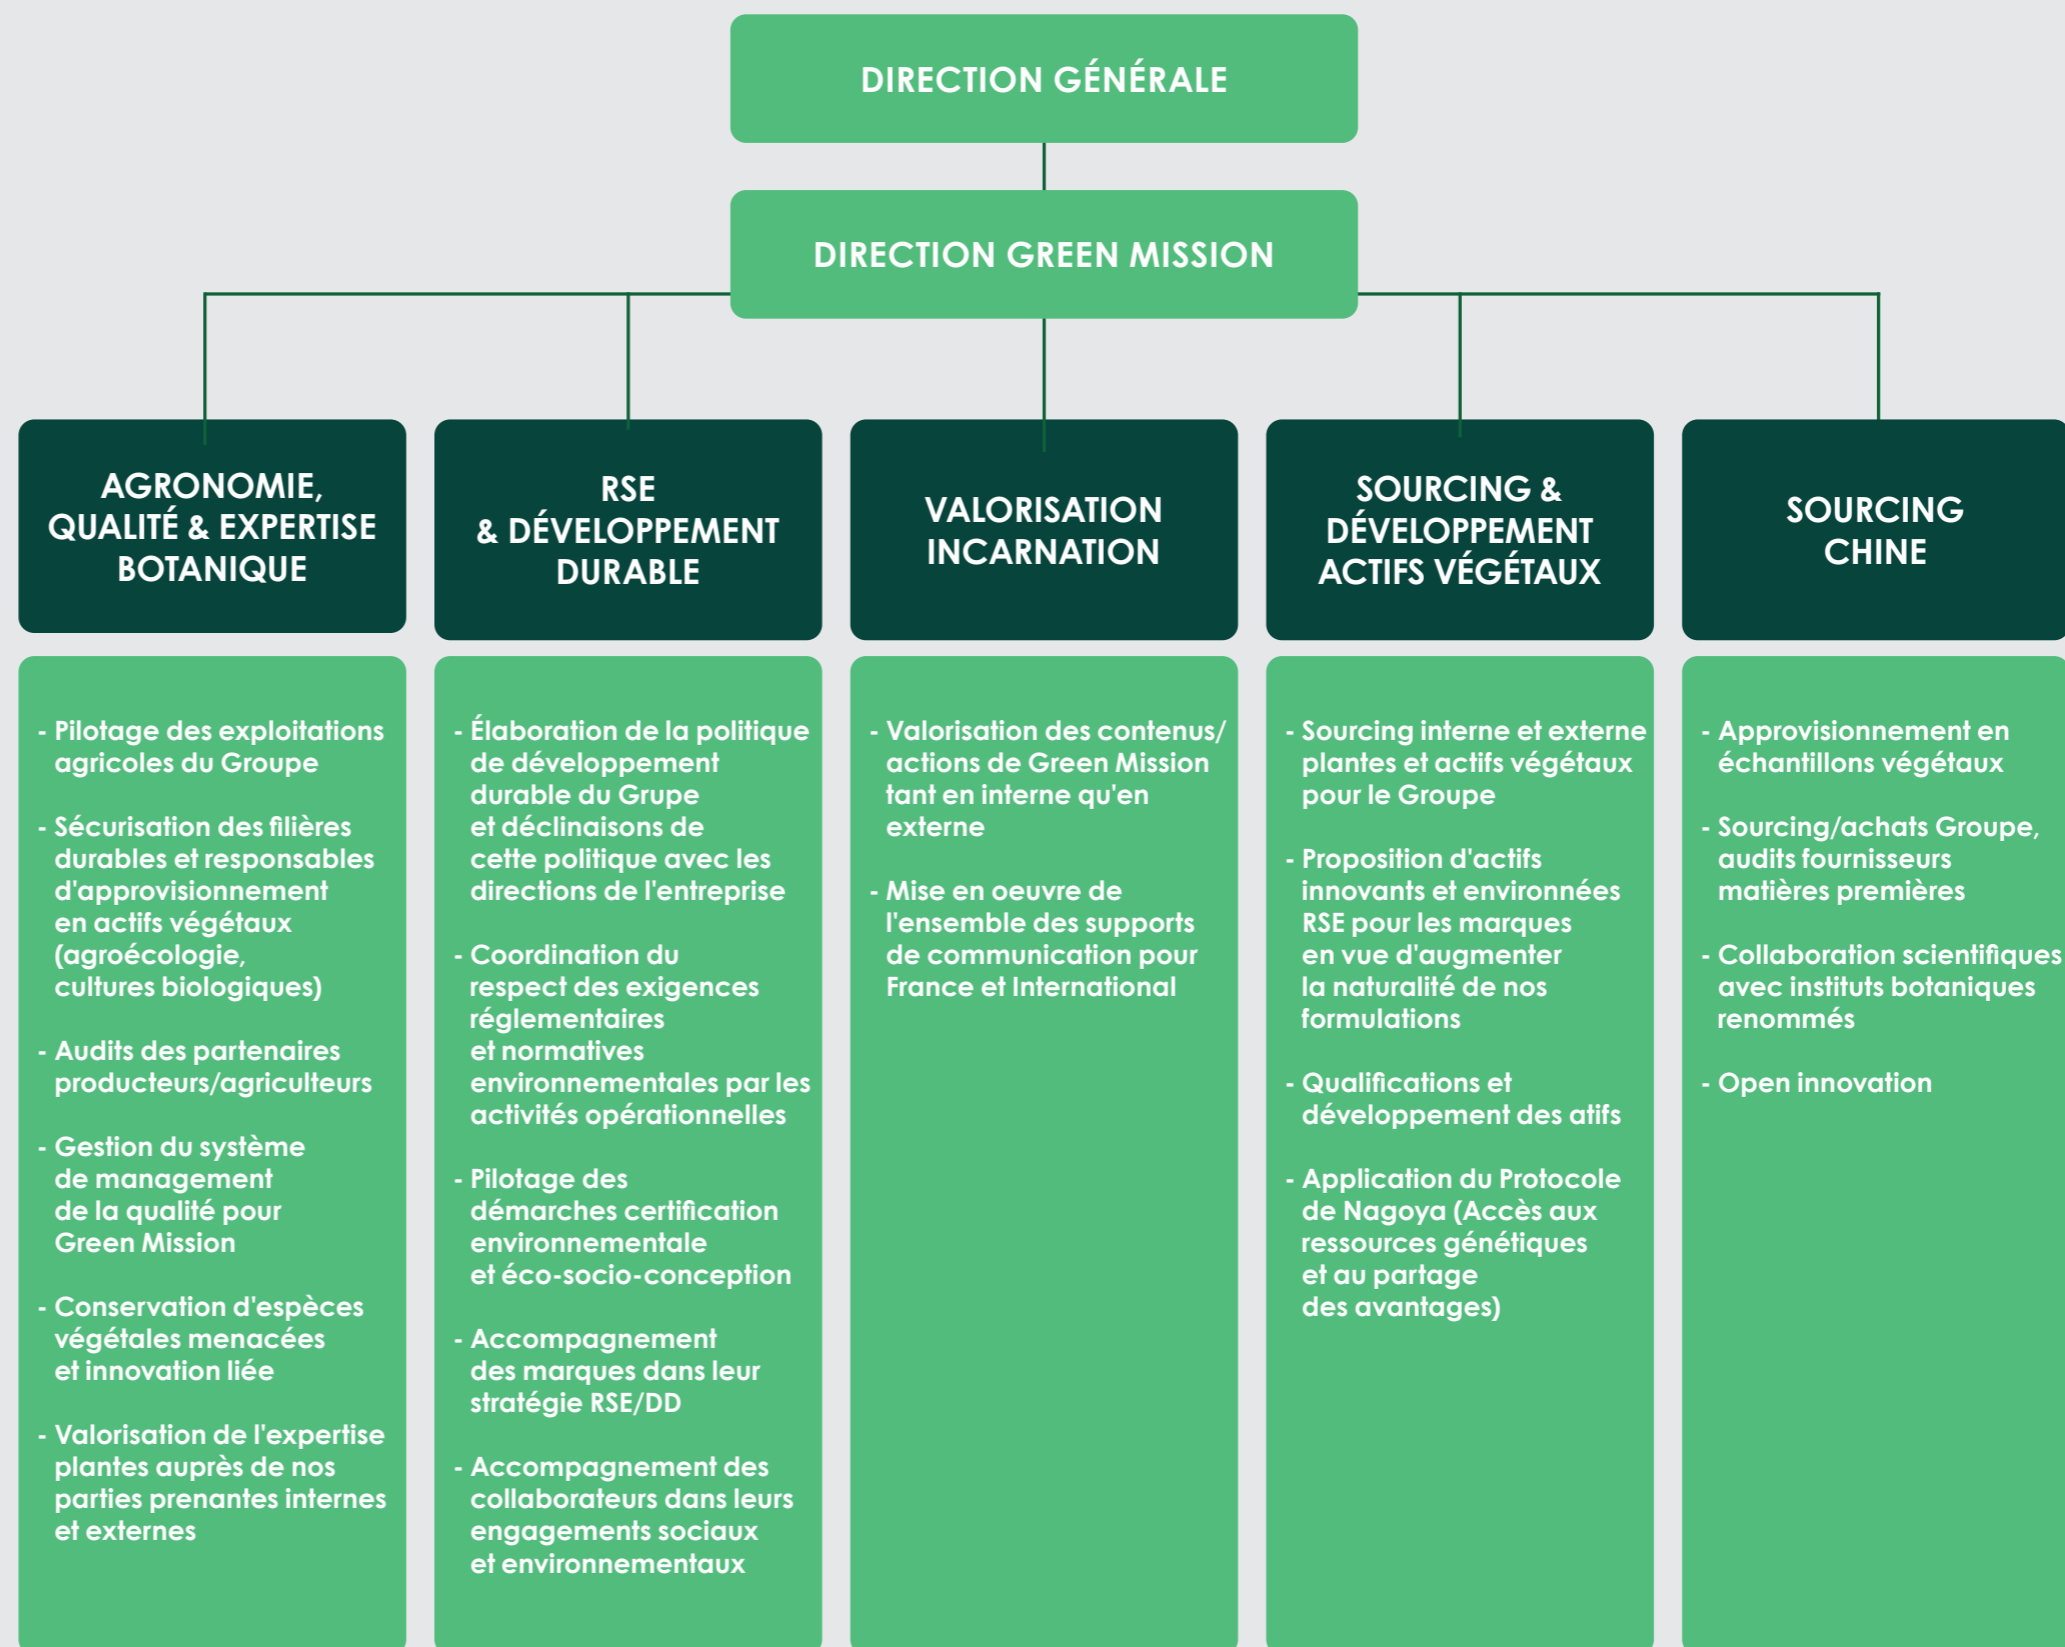 DIRECTION GÉNÉRALE
DIRECTION GREEN MISSION
AGRONOMIE,
QUALITÉ & EXPERTISE
BOTANIQUE
- Pilotage des exploitations
agricoles du Groupe
- Sécurisation des filières
durables et responsables
d'approvisionnement
en actifs végétaux
(agroécologie,
cultures biologiques)
- Audits des partenaires
producteurs/agriculteurs
- Gestion du système
de management
de la qualité pour
Green Mission
- Conservation d'espèces
végétales menacées
et innovation liée
- Valorisation de l'expertise
plantes auprès de nos
parties prenantes internes
et externes
RSE
& DÉVELOPPEMENT
DURABLE
- Élaboration de la politique
de développement
durable du Grupe
et déclinaisons de
cette politique avec les
directions de l'entreprise
- Coordination du
respect des exigences
réglementaires
et normatives
environnementales par les
activités opérationnelles
- Pilotage des
démarches certification
environnementale
et éco-socio-conception
- Accompagnement
des marques dans leur
stratégie RSE/DD
- Accompagnement des
collaborateurs dans leurs
engagements sociaux
et environnementaux
VALORISATION
INCARNATION
- Valorisation des contenus/
actions de Green Mission
tant en interne qu'en
externe
- Mise en oeuvre de
l'ensemble des supports
de communication pour
France et International
SOURCING &
DÉVELOPPEMENT
ACTIFS VÉGÉTAUX
- Sourcing interne et externe
plantes et actifs végétaux
pour le Groupe
- Proposition d'actifs
innovants et environnées
RSE pour les marques
en vue d'augmenter
la naturalité de nos
formulations
- Qualifications et
développement des atifs
- Application du Protocole
de Nagoya (Accès aux
ressources génétiques
et au partage
des avantages)
SOURCING
CHINE
- Approvisionnement en
échantillons végétaux
- Sourcing/achats Groupe,
audits fournisseurs
matières premières
- Collaboration scientifiques
avec instituts botaniques
renommés
- Open innovation